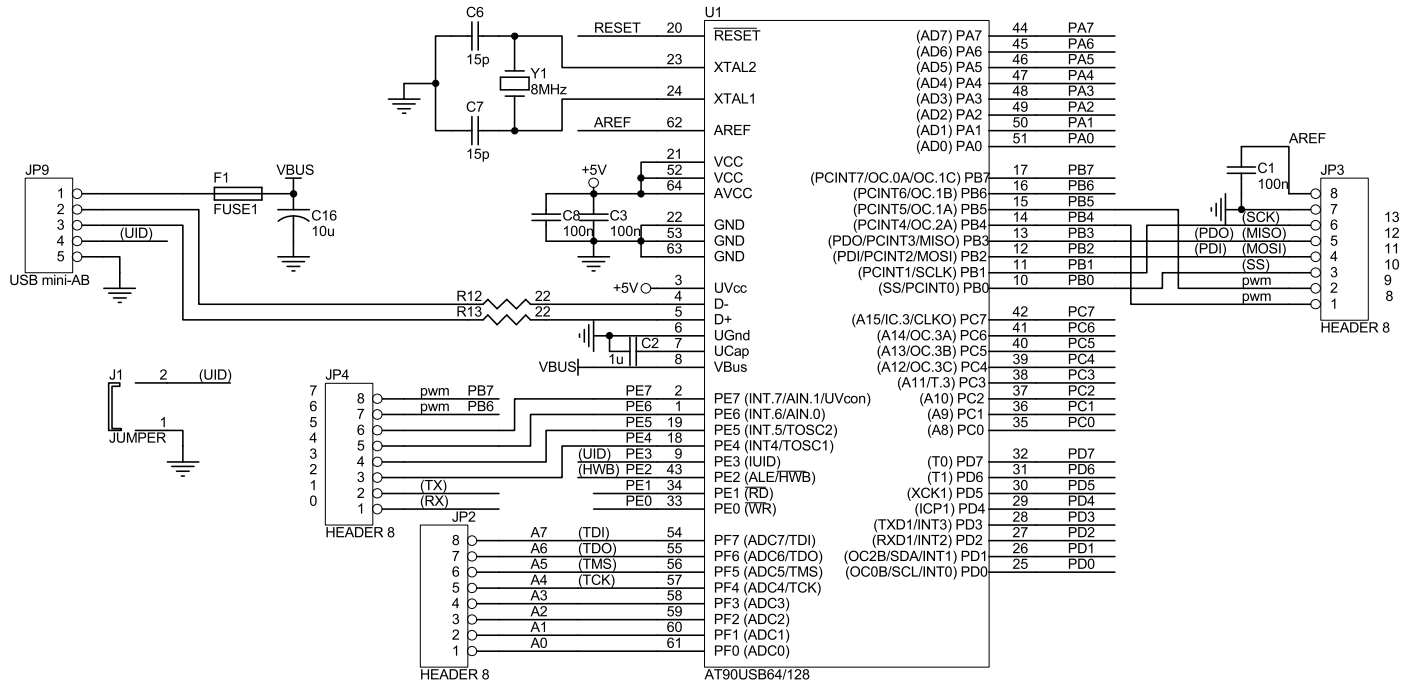 C6
15p
C7
15p
Y1
8MHz
U1
RESET 20 RESET
23 XTAL2
24 XTAL1
AREF 62 AREF
21 VCC
52 VCC
64 AVCC
+5V
C8
100n
C3
100n
22 GND
53 GND
63 GND
+5V 3 UVcc
4 D-
5 D+
6 UGnd
7 UCap
8 VBus
R12 22
R13 22
C2
1u
VBUS
JP9
1
2
3
4 (UID)
5
USB mini-AB
F1
FUSE1
VBUS
C16
10u
J1
2 (UID)
1
JUMPER
JP4
7 8 pwm PB7
6 7 pwm PB6
5 6
4 5
3 4
2 3
1 2 (TX)
0 1 (RX)
HEADER 8
PE7 2 PE7 (INT.7/AIN.1/UVcon)
PE6 1 PE6 (INT.6/AIN.0)
PE5 19 PE5 (INT.5/TOSC2)
PE4 18 PE4 (INT4/TOSC1)
(UID) PE3 9 PE3 (IUID)
(HWB) PE2 43 PE2 (ALE/HWB)
PE1 34 PE1 (RD)
PE0 33 PE0 (WR)
JP2
8 A7 (TDI) 54 PF7 (ADC7/TDI)
7 A6 (TDO) 55 PF6 (ADC6/TDO)
6 A5 (TMS) 56 PF5 (ADC5/TMS)
5 A4 (TCK) 57 PF4 (ADC4/TCK)
4 A3 58 PF3 (ADC3)
3 A2 59 PF2 (ADC2)
2 A1 60 PF1 (ADC1)
1 A0 61 PF0 (ADC0)
HEADER 8
AT90USB64/128
(AD7) PA7 44 PA7
(AD6) PA6 45 PA6
(AD5) PA5 46 PA5
(AD4) PA4 47 PA4
(AD3) PA3 48 PA3
(AD2) PA2 49 PA2
(AD1) PA1 50 PA1
(AD0) PA0 51 PA0
(PCINT7/OC.0A/OC.1C) PB7 17 PB7
(PCINT6/OC.1B) PB6 16 PB6
(PCINT5/OC.1A) PB5 15 PB5
(PCINT4/OC.2A) PB4 14 PB4
(PDO/PCINT3/MISO) PB3 13 PB3
(PDI/PCINT2/MOSI) PB2 12 PB2
(PCINT1/SCLK) PB1 11 PB1
(SS/PCINT0) PB0 10 PB0
(A15/IC.3/CLKO) PC7 42 PC7
(A14/OC.3A) PC6 41 PC6
(A13/OC.3B) PC5 40 PC5
(A12/OC.3C) PC4 39 PC4
(A11/T.3) PC3 38 PC3
(A10) PC2 37 PC2
(A9) PC1 36 PC1
(A8) PC0 35 PC0
(T0) PD7 32 PD7
(T1) PD6 31 PD6
(XCK1) PD5 30 PD5
(ICP1) PD4 29 PD4
(TXD1/INT3) PD3 28 PD3
(RXD1/INT2) PD2 27 PD2
(OC2B/SDA/INT1) PD1 26 PD1
(OC0B/SCL/INT0) PD0 25 PD0
AREF
C1
100n
JP3
8
7
(SCK) 6 13
(PDO) (MISO) 5 12
(PDI) (MOSI) 4 11
(SS) 3 10
pwm 2 9
pwm 1 8
HEADER 8